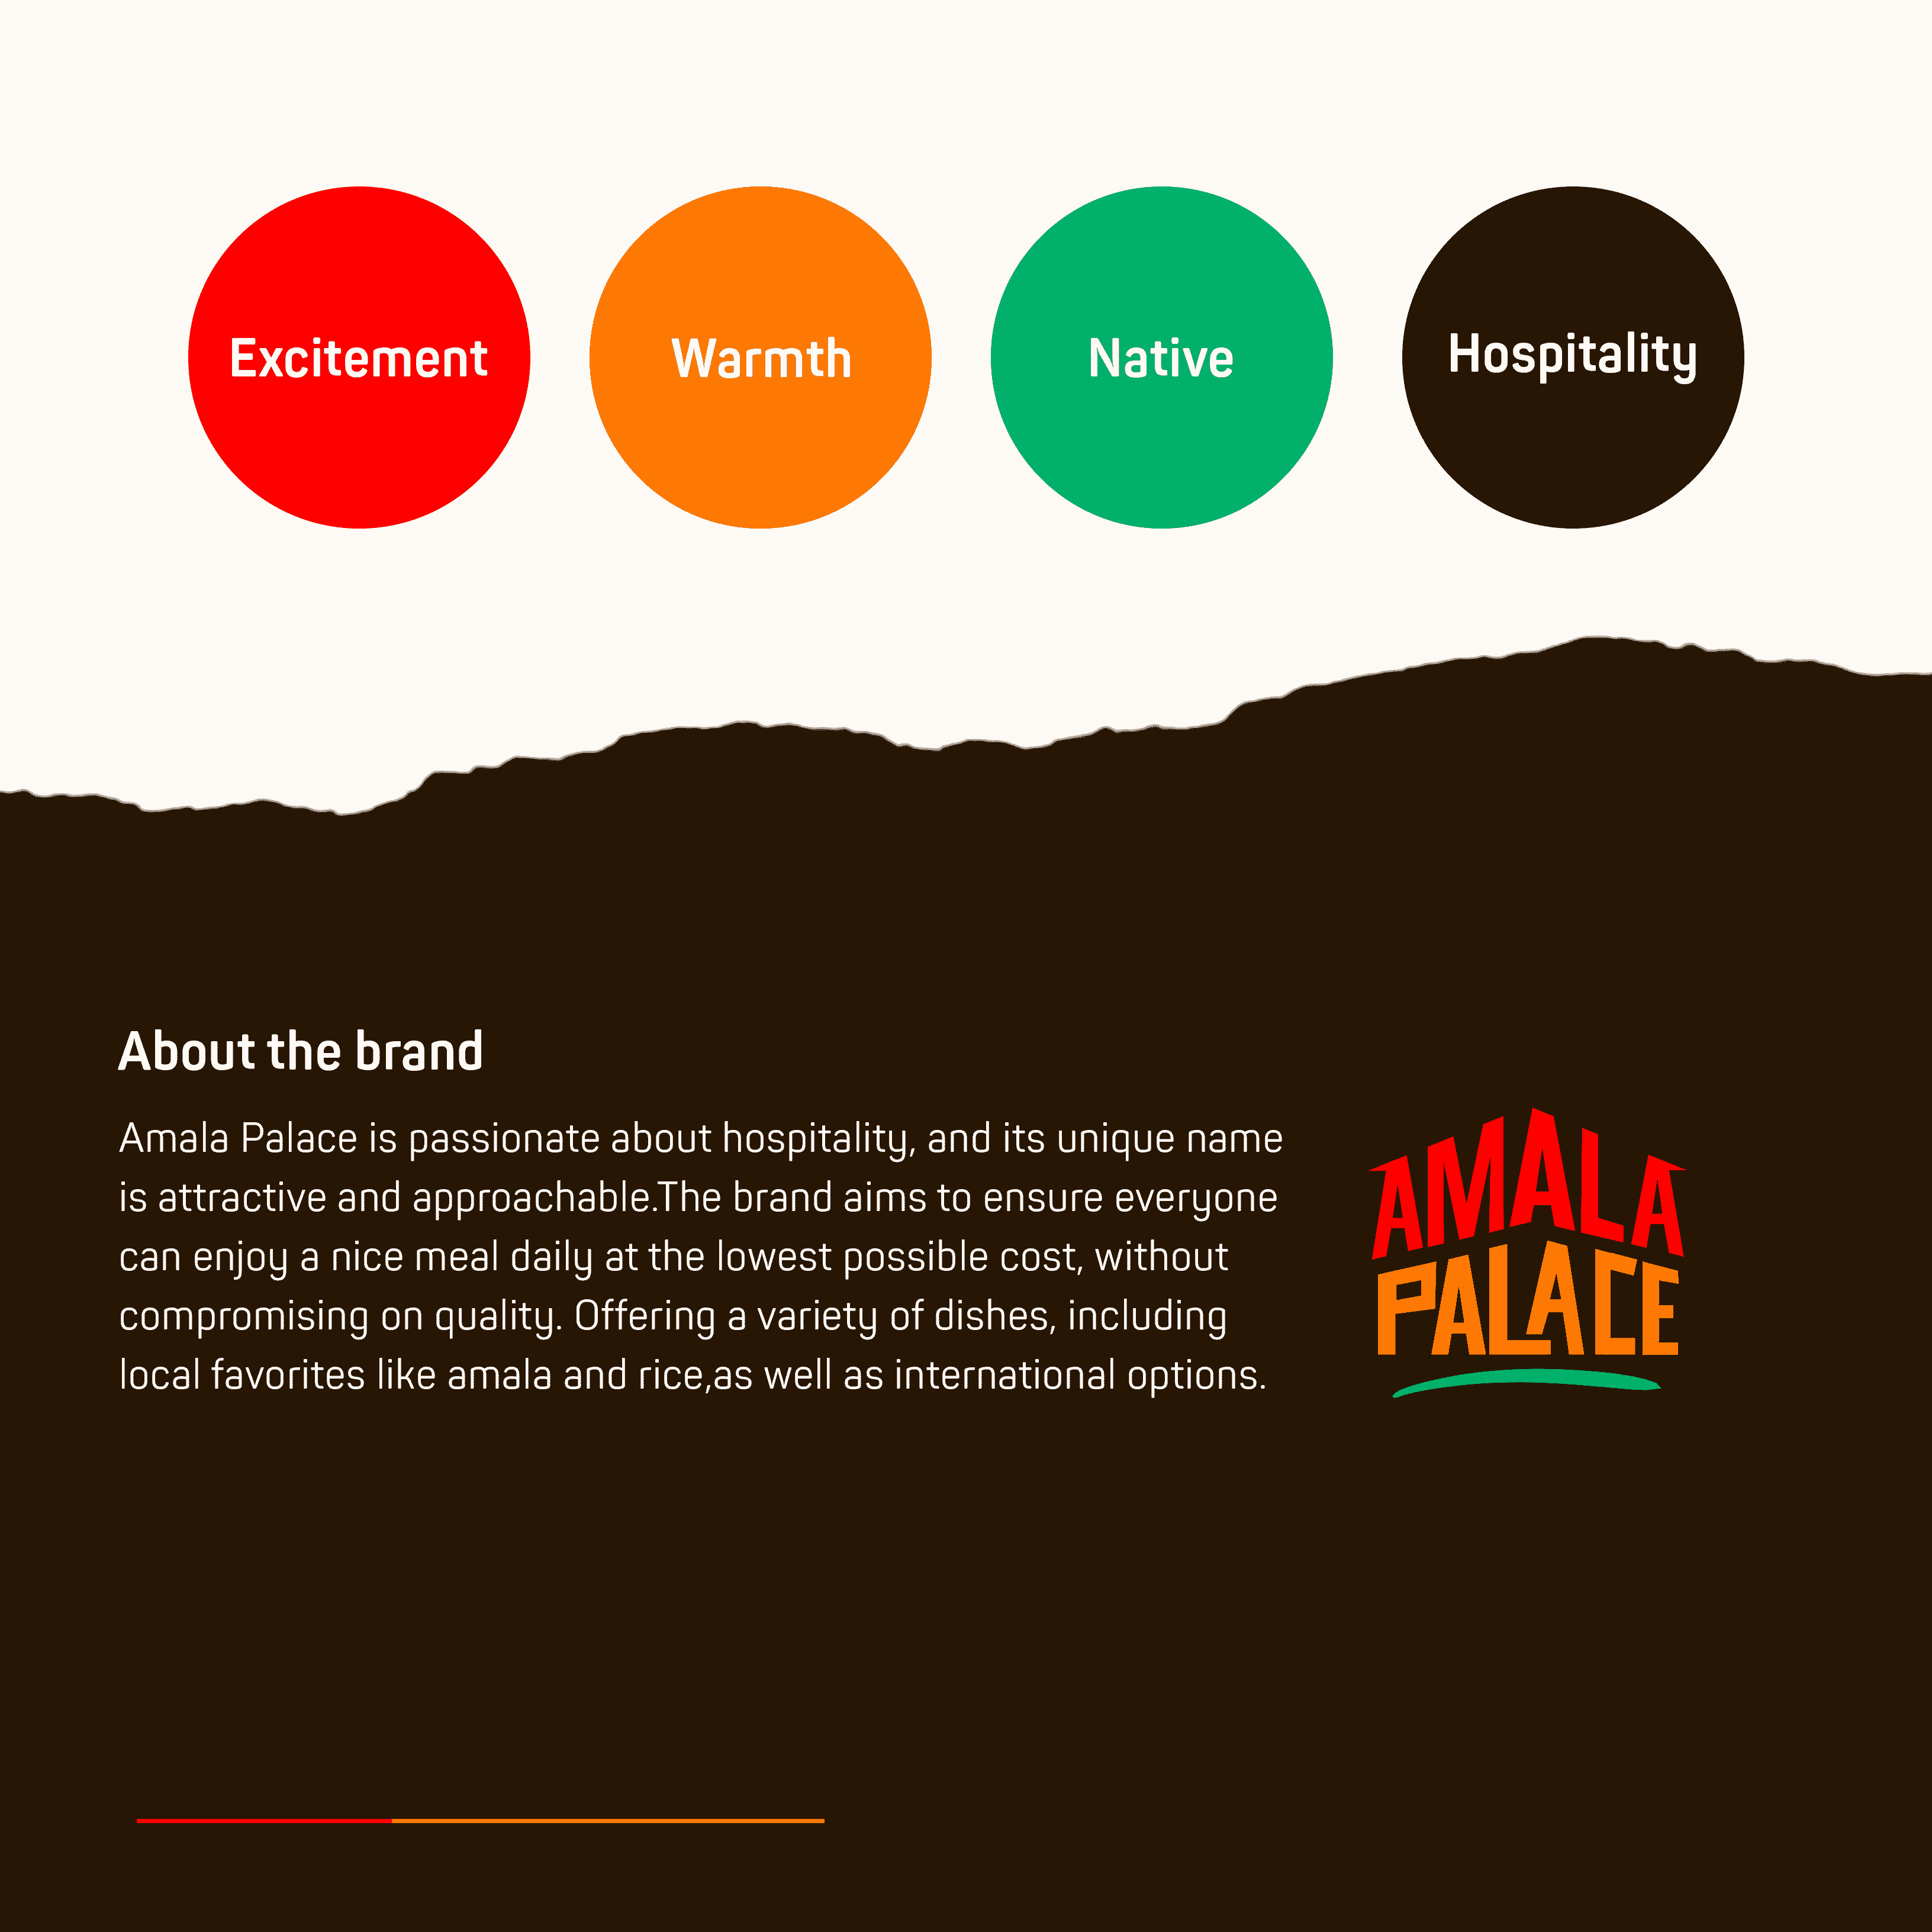 Excitement
Warmth
Native
Hospitality
About the brand
Amala Palace is passionate about hospitality, and its unique name
is attractive and approachable.The brand aims to ensure everyone
can enjoy a nice meal daily at the lowest possible cost, without
compromising on quality. Offering a variety of dishes, including
local favorites like amala and rice,as well as international options.
AMALA
PALACE